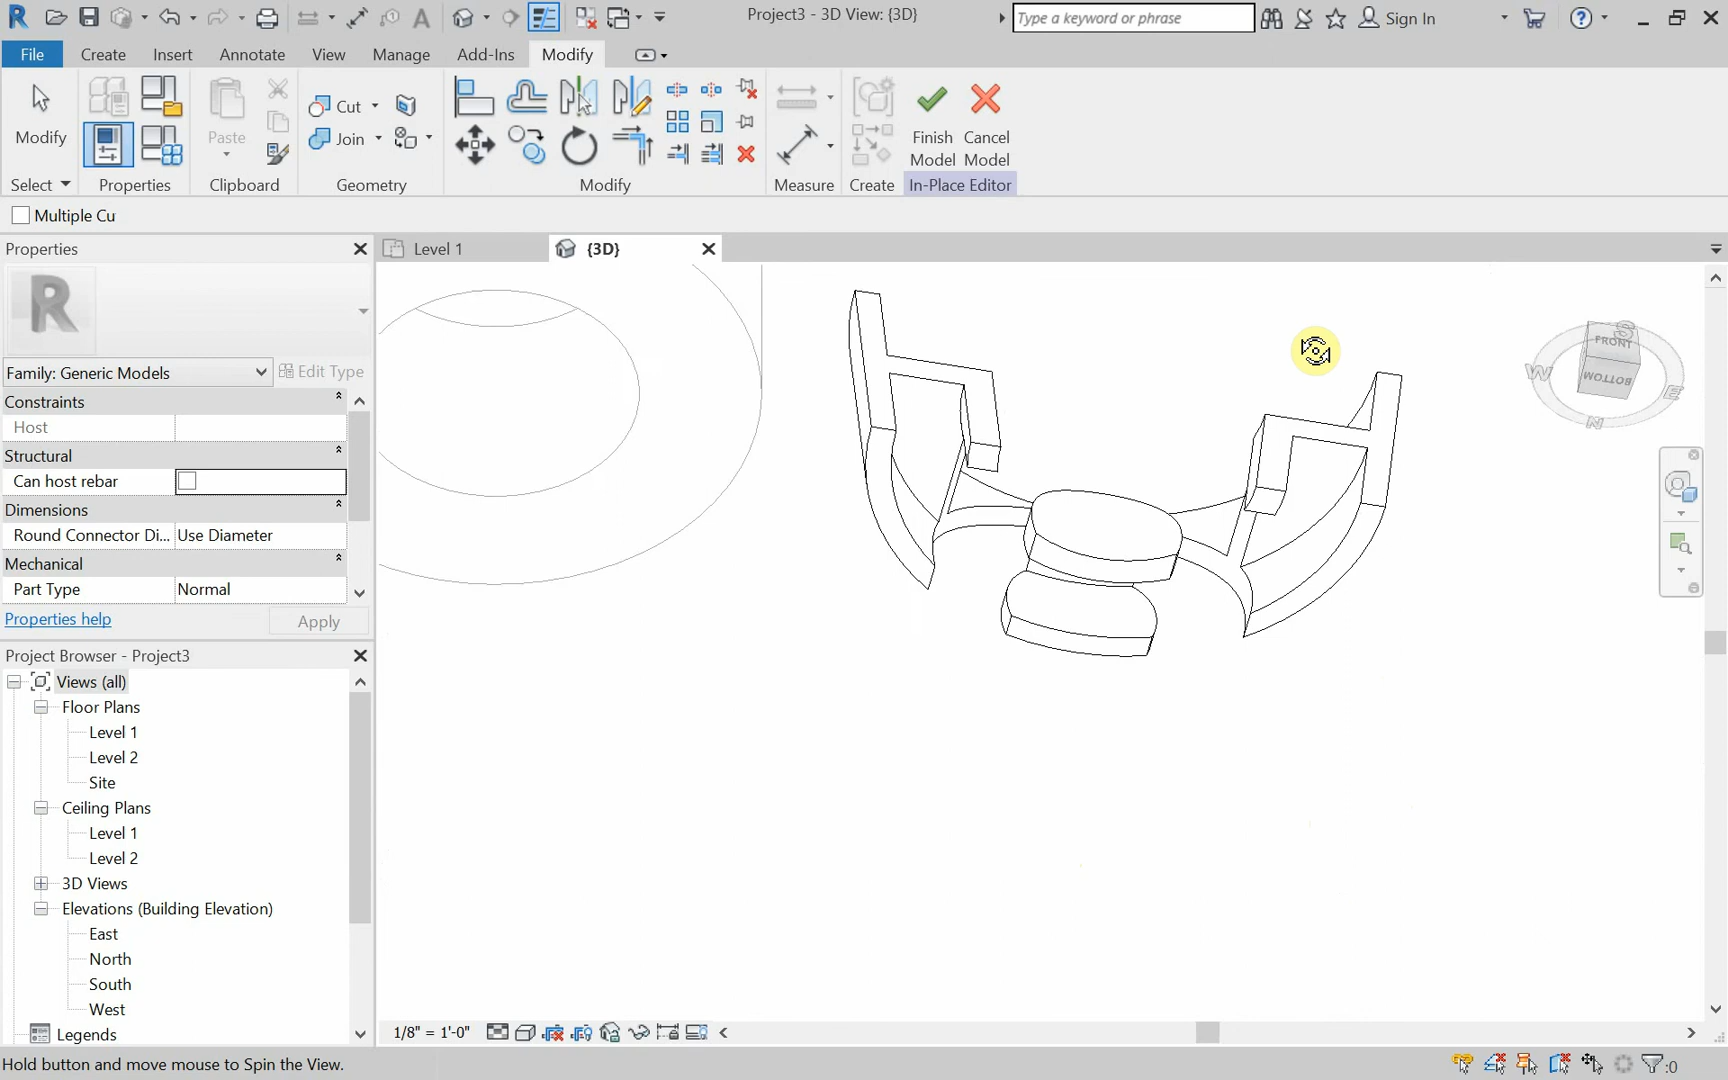 Project3 - 3D View: {3D}
Type a keyword or phrase
Sign In
File
Create
Insert
Annotate
View
Manage
Add-Ins
Modify
Modify
Paste
Cut
Join
Finish
Model
Cancel
Model
Select
Properties
Clipboard
Geometry
Modify
Measure
Create
In-Place Editor
Multiple Cu
Properties
Level 1
{3D}
R
Family: Generic Models
Edit Type
Constraints
Host
Structural
Can host rebar
Dimensions
Round Connector Di... Use Diameter
Mechanical
Part Type Normal
Properties help
Apply
Project Browser - Project3
Views (all)
Floor Plans
Level 1
Level 2
Site
Ceiling Plans
Level 1
Level 2
3D Views
Elevations (Building Elevation)
East
North
South
West
Legends
S
FRONT
BOTTOM
W
E
N
1/8" = 1'-0"
Hold button and move mouse to Spin the View.
:0